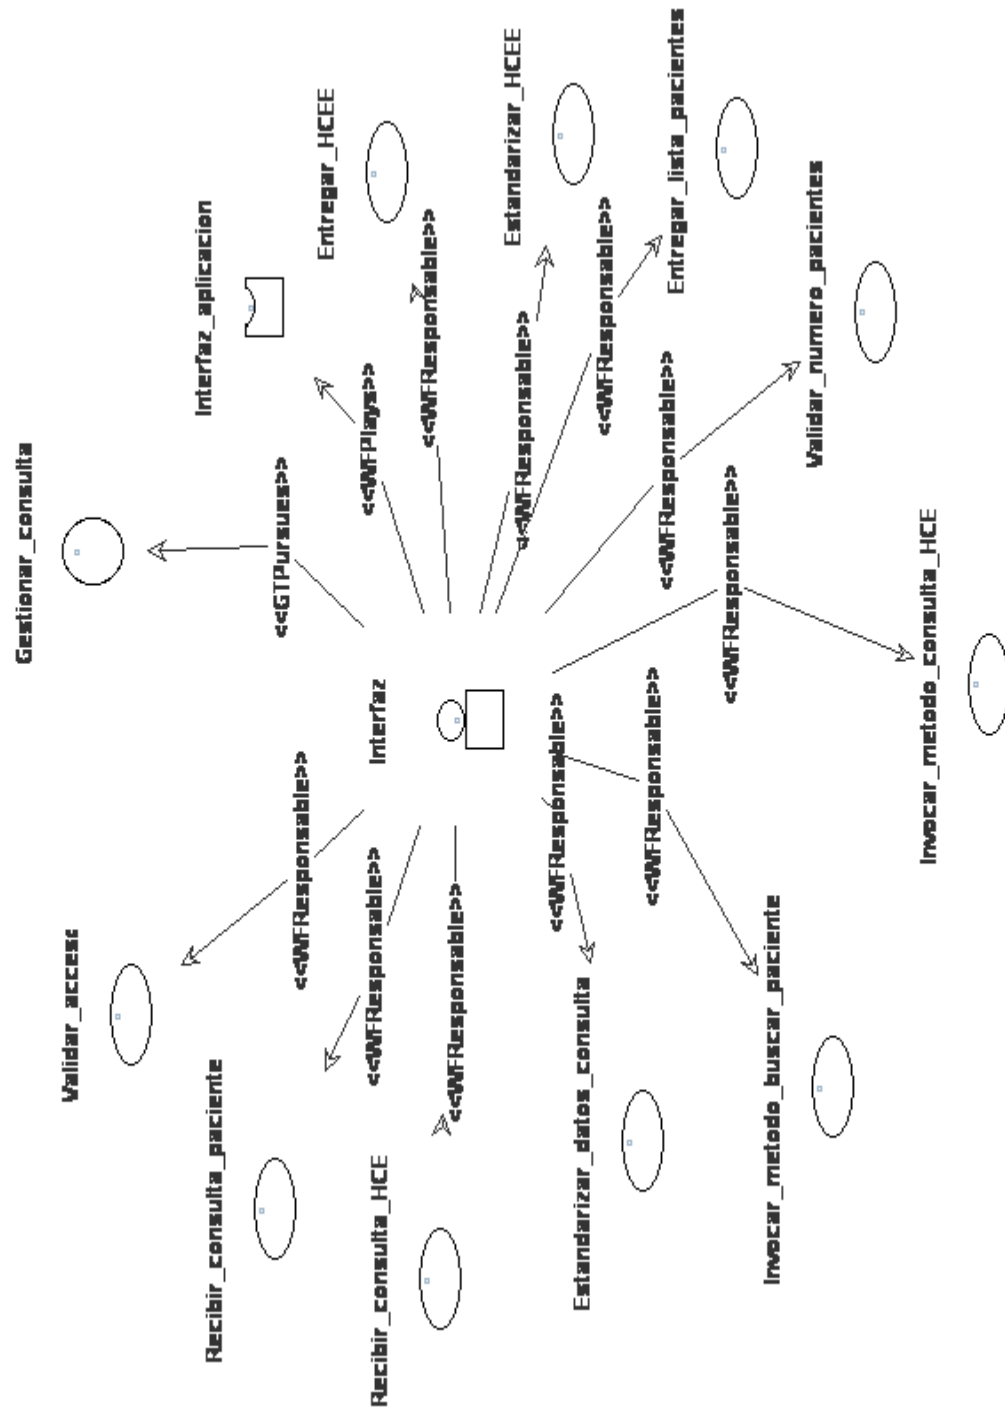 Gestionar_consulta
Validar_acceso
Interfaz_aplicacion
Recibir_consulta_paciente
<<GTPursues>>
<<WFResponsable>>
Entregar_HCEE
<<WFPlays>>
<<WFResponsable>>
Interfaz
Recibir_consulta_HCE
<<WFResponsable>>
<<WFResponsable>>
Estandarizar_HCEE
<<WFResponsable>>
<<WFResponsable>>
Estandarizar_datos_consulta
<<WFResponsable>>
<<WFResponsable>>
<<WFResponsable>>
Entregar_lista_pacientes
<<WFResponsable>>
Invocar_metodo_buscar_paciente
Validar_numero_pacientes
Invocar_metodo_consulta_HCE